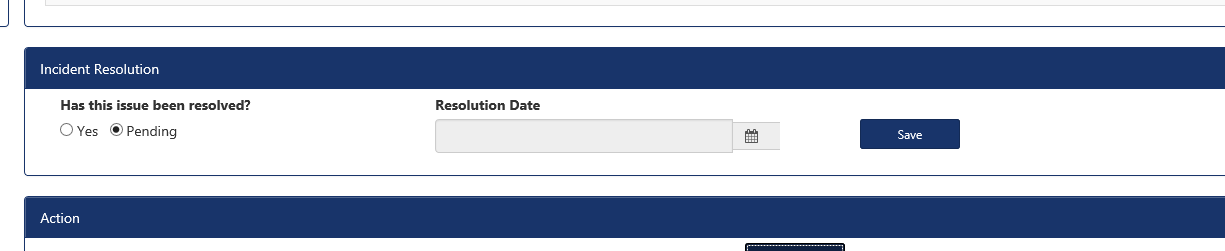 Incident Resolution
Has this issue been resolved?
Resolution Date
Yes
Pending
Save
Action